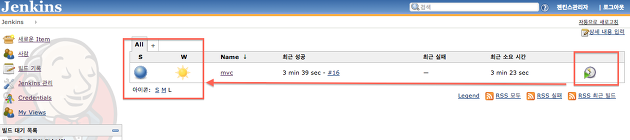 Jenkins
검색
젠킨스관리자 | 로그아웃
Jenkins
자동으로 새로고침
상세 내용 입력
새로운 Item
사람
빌드 기록
Jenkins 관리
Credentials
My Views
빌드 대기 목록
All +
S W Name ↓ 최근 성공 최근 실패 최근 소요 시간
mvc 3 min 39 sec - #16 — 3 min 23 sec
아이콘: S M L
Legend RSS 모두 RSS 실패 RSS 최근 빌드